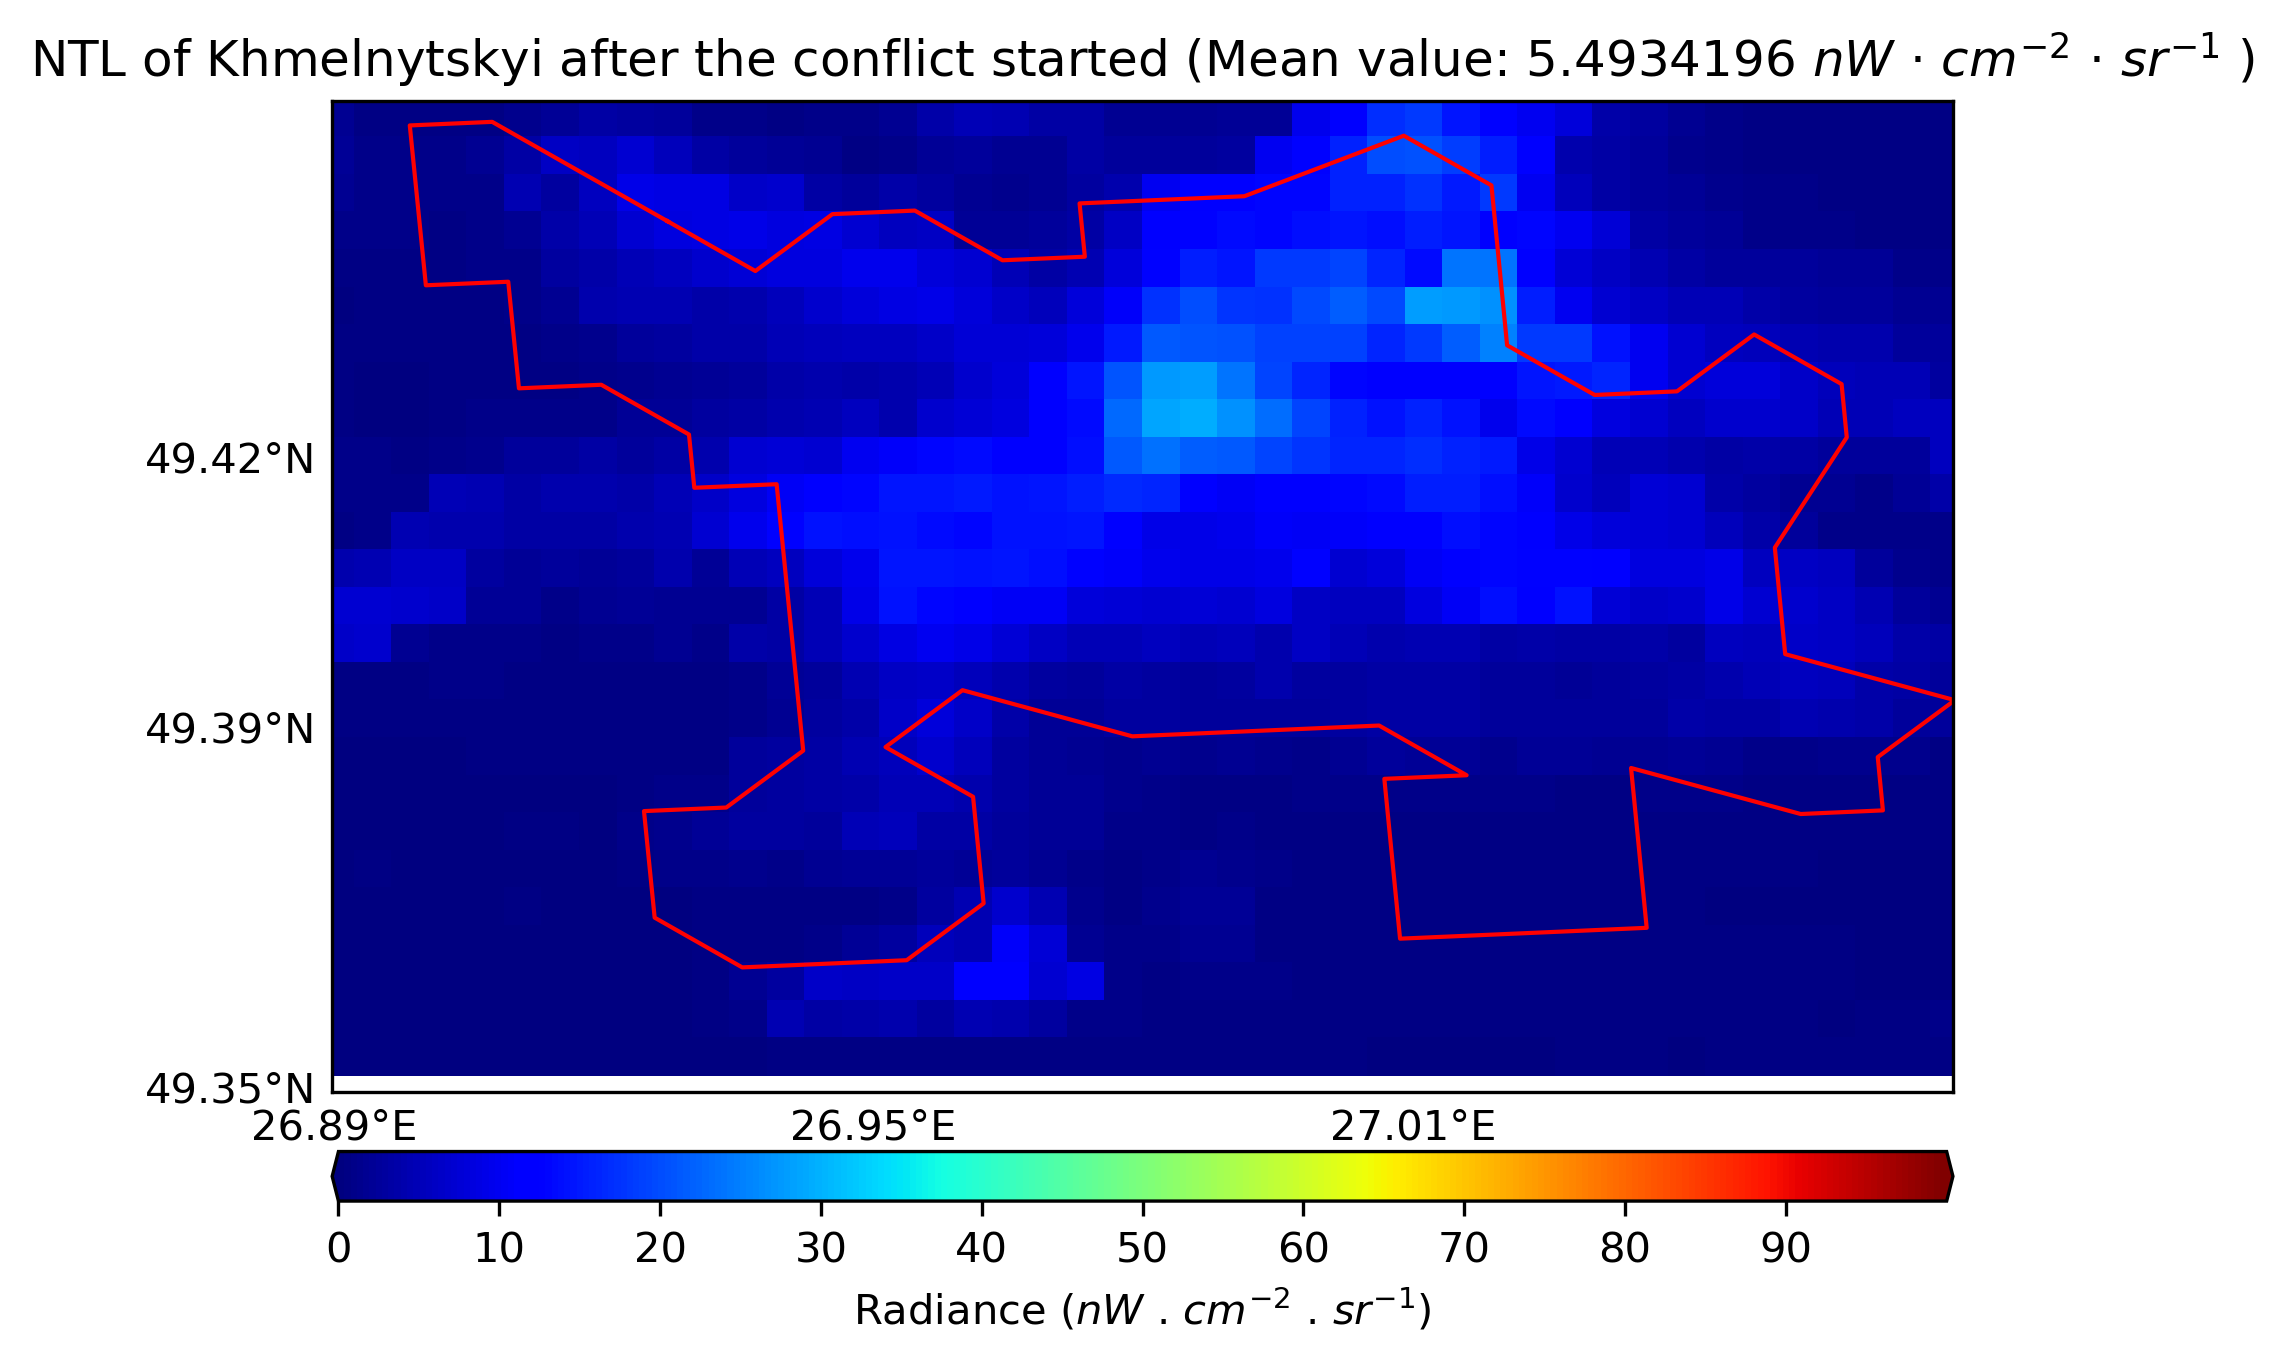 NTL of Khmelnytskyi after the conflict started (Mean value: 5.4934196 nW · cm⁻² · sr⁻¹ )
49.42°N
49.39°N
49.35°N
26.89°E 26.95°E 27.01°E
0 10 20 30 40 50 60 70 80 90
Radiance (nW . cm⁻² . sr⁻¹)